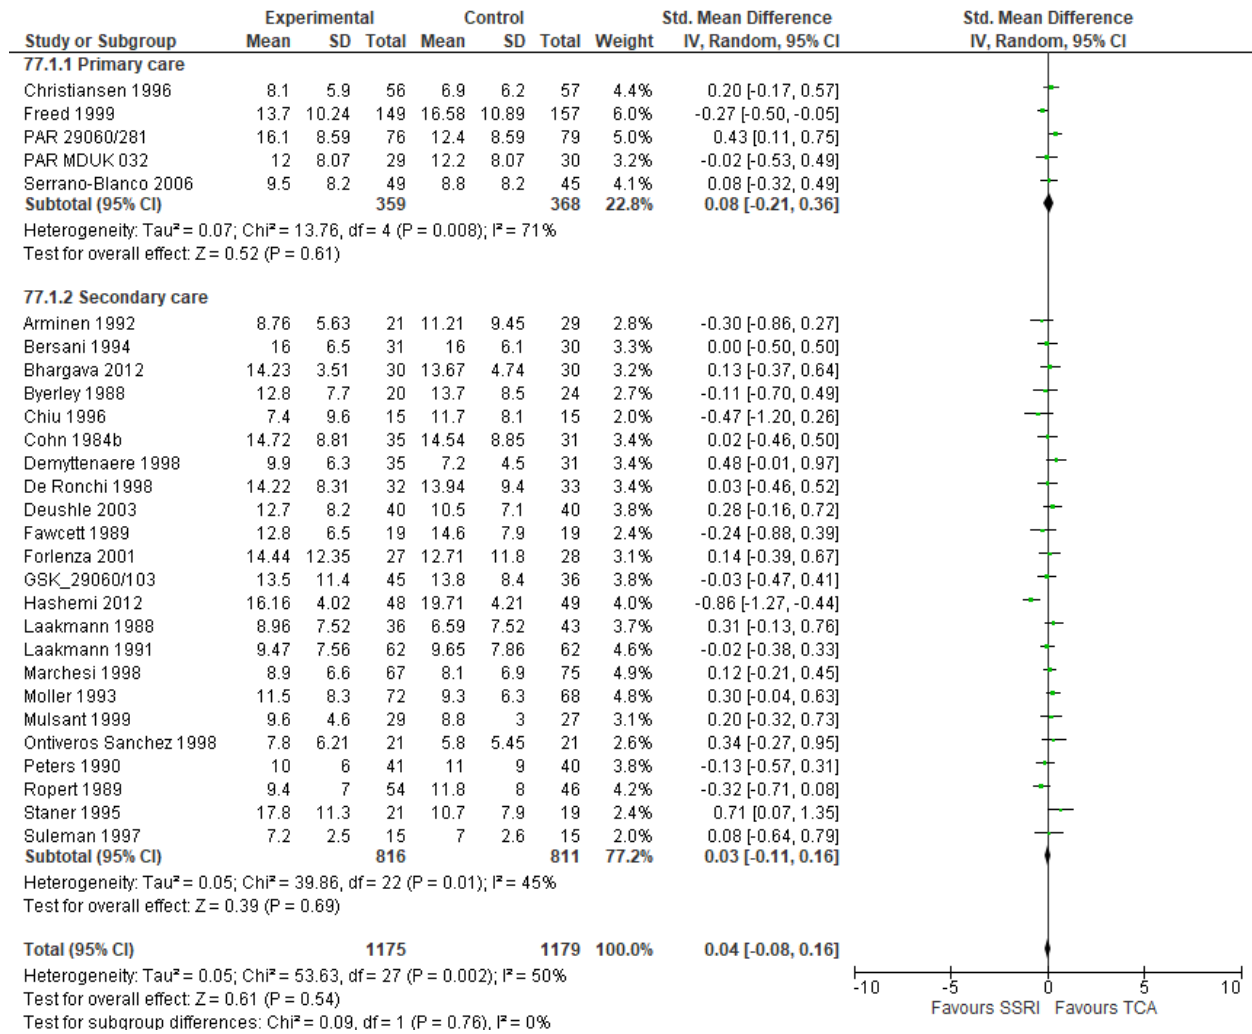 Experimental Control Std. Mean Difference Std. Mean Difference
Study or Subgroup Mean SD Total Mean SD Total Weight IV, Random, 95% CI IV, Random, 95% CI
77.1.1 Primary care
Christiansen 1996 8.1 5.9 56 6.9 6.2 57 4.4% 0.20 [-0.17, 0.57]
Freed 1999 13.7 10.24 149 16.58 10.89 157 6.0% -0.27 [-0.50, -0.05]
PAR 29060/281 16.1 8.59 76 12.4 8.59 79 5.0% 0.43 [0.11, 0.75]
PAR MDUK 032 12 8.07 29 12.2 8.07 30 3.2% -0.02 [-0.53, 0.49]
Serrano-Blanco 2006 9.5 8.2 49 8.8 8.2 45 4.1% 0.08 [-0.32, 0.49]
Subtotal (95% CI) 359 368 22.8% 0.08 [-0.21, 0.36]
Heterogeneity: Tau² = 0.07; Chi² = 13.76, df = 4 (P = 0.008); I² = 71%
Test for overall effect: Z = 0.52 (P = 0.61)
77.1.2 Secondary care
Arminen 1992 8.76 5.63 21 11.21 9.45 29 2.8% -0.30 [-0.86, 0.27]
Bersani 1994 16 6.5 31 16 6.1 30 3.3% 0.00 [-0.50, 0.50]
Bhargava 2012 14.23 3.51 30 13.67 4.74 30 3.2% 0.13 [-0.37, 0.64]
Byerley 1988 12.8 7.7 20 13.7 8.5 24 2.7% -0.11 [-0.70, 0.49]
Chiu 1996 7.4 9.6 15 11.7 8.1 15 2.0% -0.47 [-1.20, 0.26]
Cohn 1984b 14.72 8.81 35 14.54 8.85 31 3.4% 0.02 [-0.46, 0.50]
Demyttenaere 1998 9.9 6.3 35 7.2 4.5 31 3.4% 0.48 [-0.01, 0.97]
De Ronchi 1998 14.22 8.31 32 13.94 9.4 33 3.4% 0.03 [-0.46, 0.52]
Deushle 2003 12.7 8.2 40 10.5 7.1 40 3.8% 0.28 [-0.16, 0.72]
Fawcett 1989 12.8 6.5 19 14.6 7.9 19 2.4% -0.24 [-0.88, 0.39]
Forlenza 2001 14.44 12.35 27 12.71 11.8 28 3.1% 0.14 [-0.39, 0.67]
GSK_29060/103 13.5 11.4 45 13.8 8.4 36 3.8% -0.03 [-0.47, 0.41]
Hashemi 2012 16.16 4.02 48 19.71 4.21 49 4.0% -0.86 [-1.27, -0.44]
Laakmann 1988 8.96 7.52 36 6.59 7.52 43 3.7% 0.31 [-0.13, 0.76]
Laakmann 1991 9.47 7.56 62 9.65 7.86 62 4.6% -0.02 [-0.38, 0.33]
Marchesi 1998 8.9 6.6 67 8.1 6.9 75 4.9% 0.12 [-0.21, 0.45]
Moller 1993 11.5 8.3 72 9.3 6.3 68 4.8% 0.30 [-0.04, 0.63]
Mulsant 1999 9.6 4.6 29 8.8 3 27 3.1% 0.20 [-0.32, 0.73]
Ontiveros Sanchez 1998 7.8 6.21 21 5.8 5.45 21 2.6% 0.34 [-0.27, 0.95]
Peters 1990 10 6 41 11 9 40 3.8% -0.13 [-0.57, 0.31]
Ropert 1989 9.4 7 54 11.8 8 46 4.2% -0.32 [-0.71, 0.08]
Staner 1995 17.8 11.3 21 10.7 7.9 19 2.4% 0.71 [0.07, 1.35]
Suleman 1997 7.2 2.5 15 7 2.6 15 2.0% 0.08 [-0.64, 0.79]
Subtotal (95% CI) 816 811 77.2% 0.03 [-0.11, 0.16]
Heterogeneity: Tau² = 0.05; Chi² = 39.86, df = 22 (P = 0.01); I² = 45%
Test for overall effect: Z = 0.39 (P = 0.69)
Total (95% CI) 1175 1179 100.0% 0.04 [-0.08, 0.16]
Heterogeneity: Tau² = 0.05; Chi² = 53.63, df = 27 (P = 0.002); I² = 50%
Test for overall effect: Z = 0.61 (P = 0.54)
Test for subgroup differences: Chi² = 0.09, df = 1 (P = 0.76), I² = 0%
-10 -5 0 5 10
Favours SSRI Favours TCA